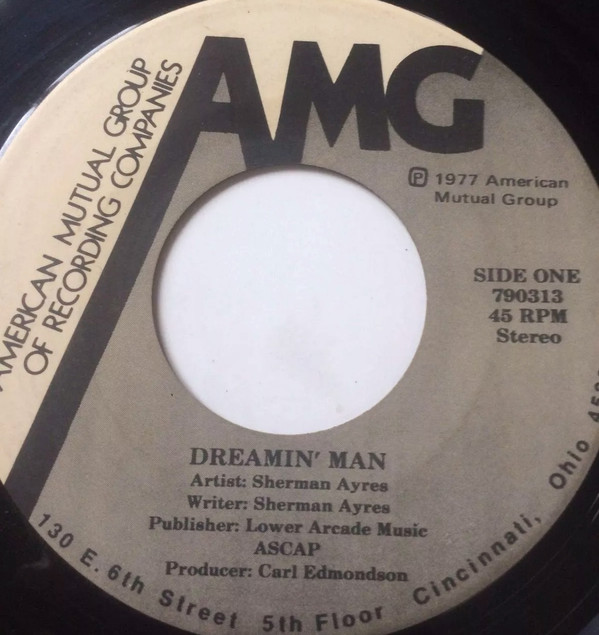 AMG
AMERICAN MUTUAL GROUP
OF RECORDING COMPANIES
Ⓟ 1977 American
Mutual Group
SIDE ONE
790313
45 RPM
Stereo
DREAMIN' MAN
Artist: Sherman Ayres
Writer: Sherman Ayres
Publisher: Lower Arcade Music
ASCAP
Producer: Carl Edmondson
130 E. 6th Street 5th Floor Cincinnati, Ohio